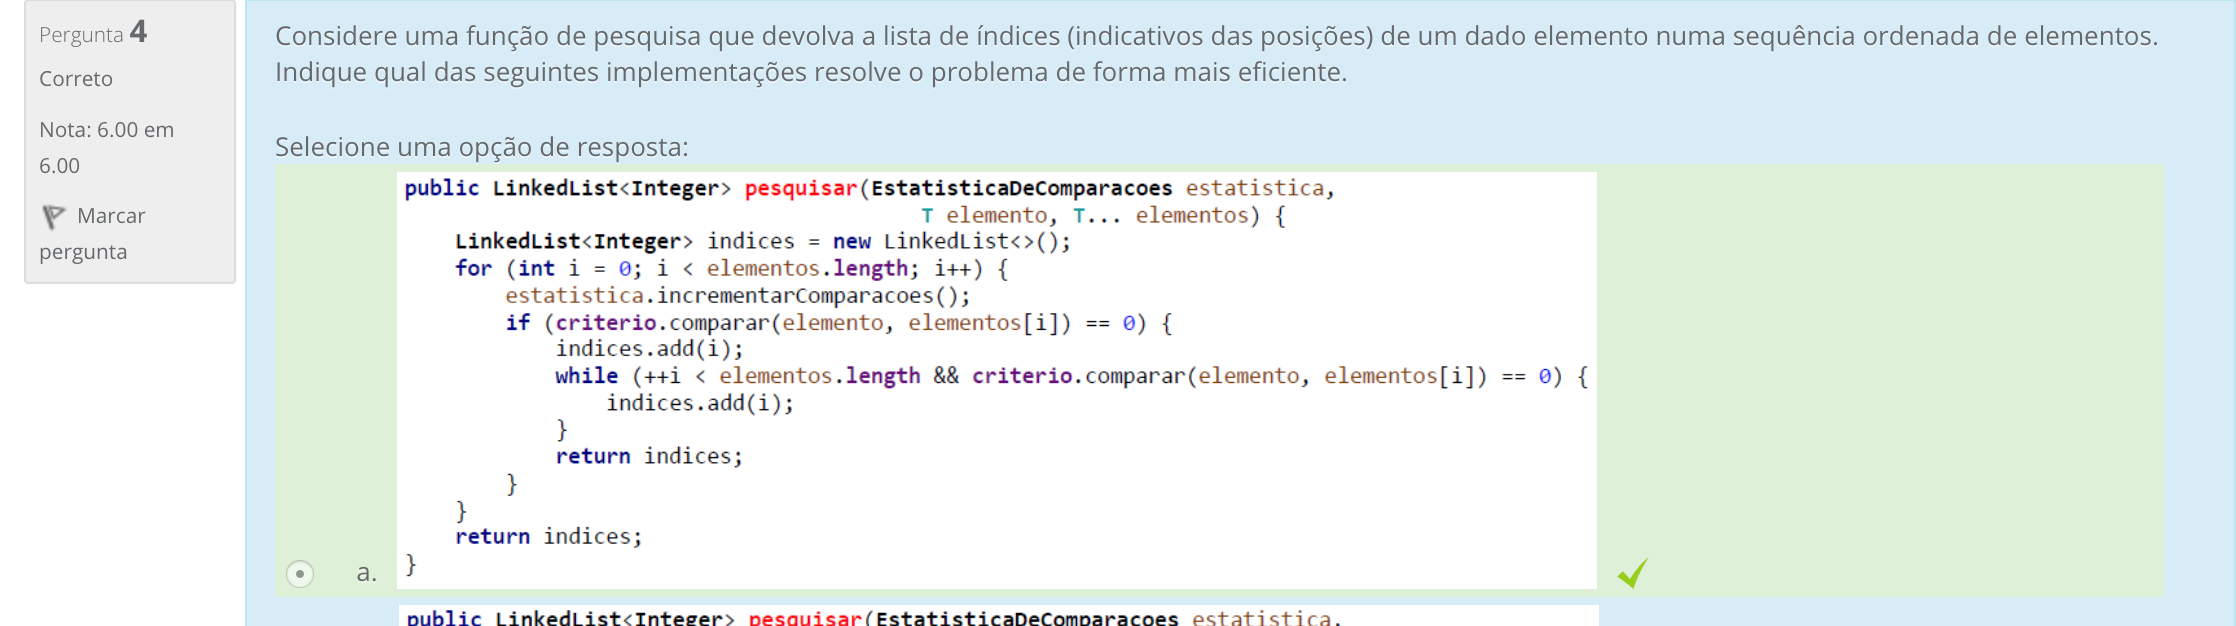 Pergunta 4
Correto
Nota: 6.00 em
6.00
Marcar
pergunta
Considere uma função de pesquisa que devolva a lista de índices (indicativos das posições) de um dado elemento numa sequência ordenada de elementos.
Indique qual das seguintes implementações resolve o problema de forma mais eficiente.
Selecione uma opção de resposta:
public LinkedList<Integer> pesquisar(EstatisticaDeComparacoes estatistica,
T elemento, T... elementos) {
LinkedList<Integer> indices = new LinkedList<>();
for (int i = 0; i < elementos.length; i++) {
estatistica.incrementarComparacoes();
if (criterio.comparar(elemento, elementos[i]) == 0) {
indices.add(i);
while (++i < elementos.length && criterio.comparar(elemento, elementos[i]) == 0) {
indices.add(i);
}
return indices;
}
}
return indices;
}
a.
public LinkedList<Integer> pesquisar(EstatisticaDeComparacoes estatistica,